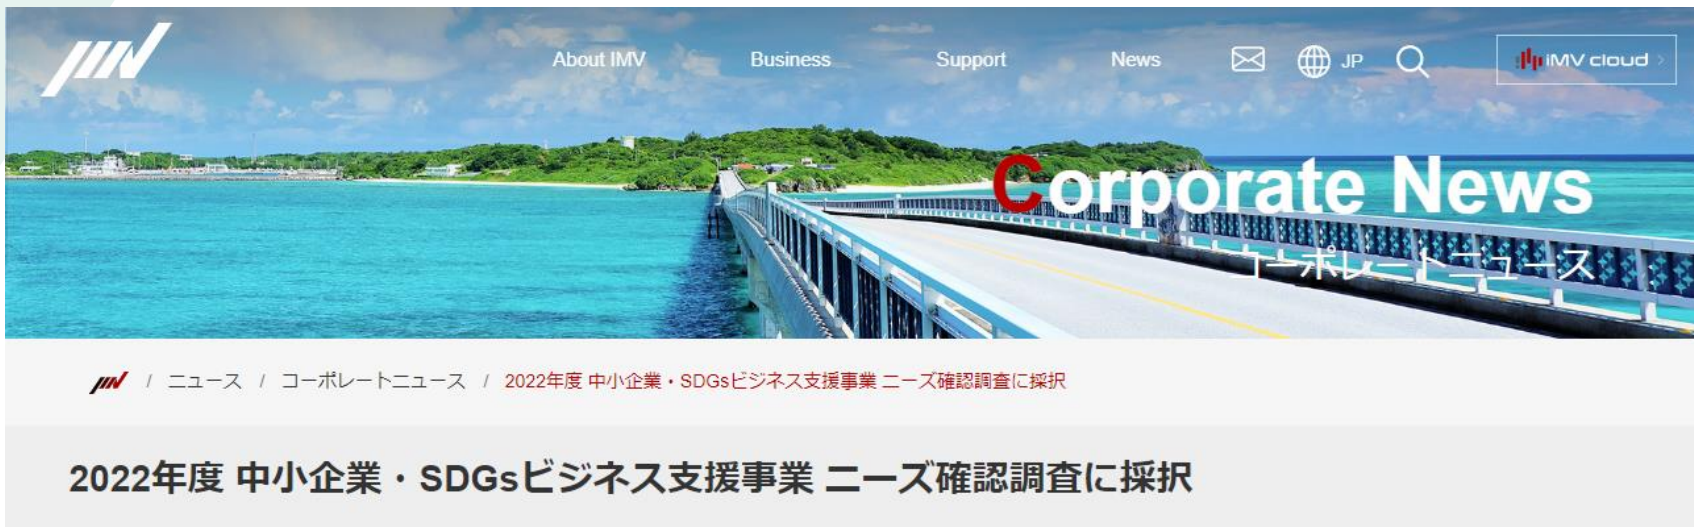 IMV About IMV Business Support News JP iMV cloud >
Corporate News
コーポレートニュース
IMV / ニュース / コーポレートニュース / 2022年度 中小企業・SDGsビジネス支援事業 ニーズ確認調査に採択
2022年度 中小企業・SDGsビジネス支援事業 ニーズ確認調査に採択